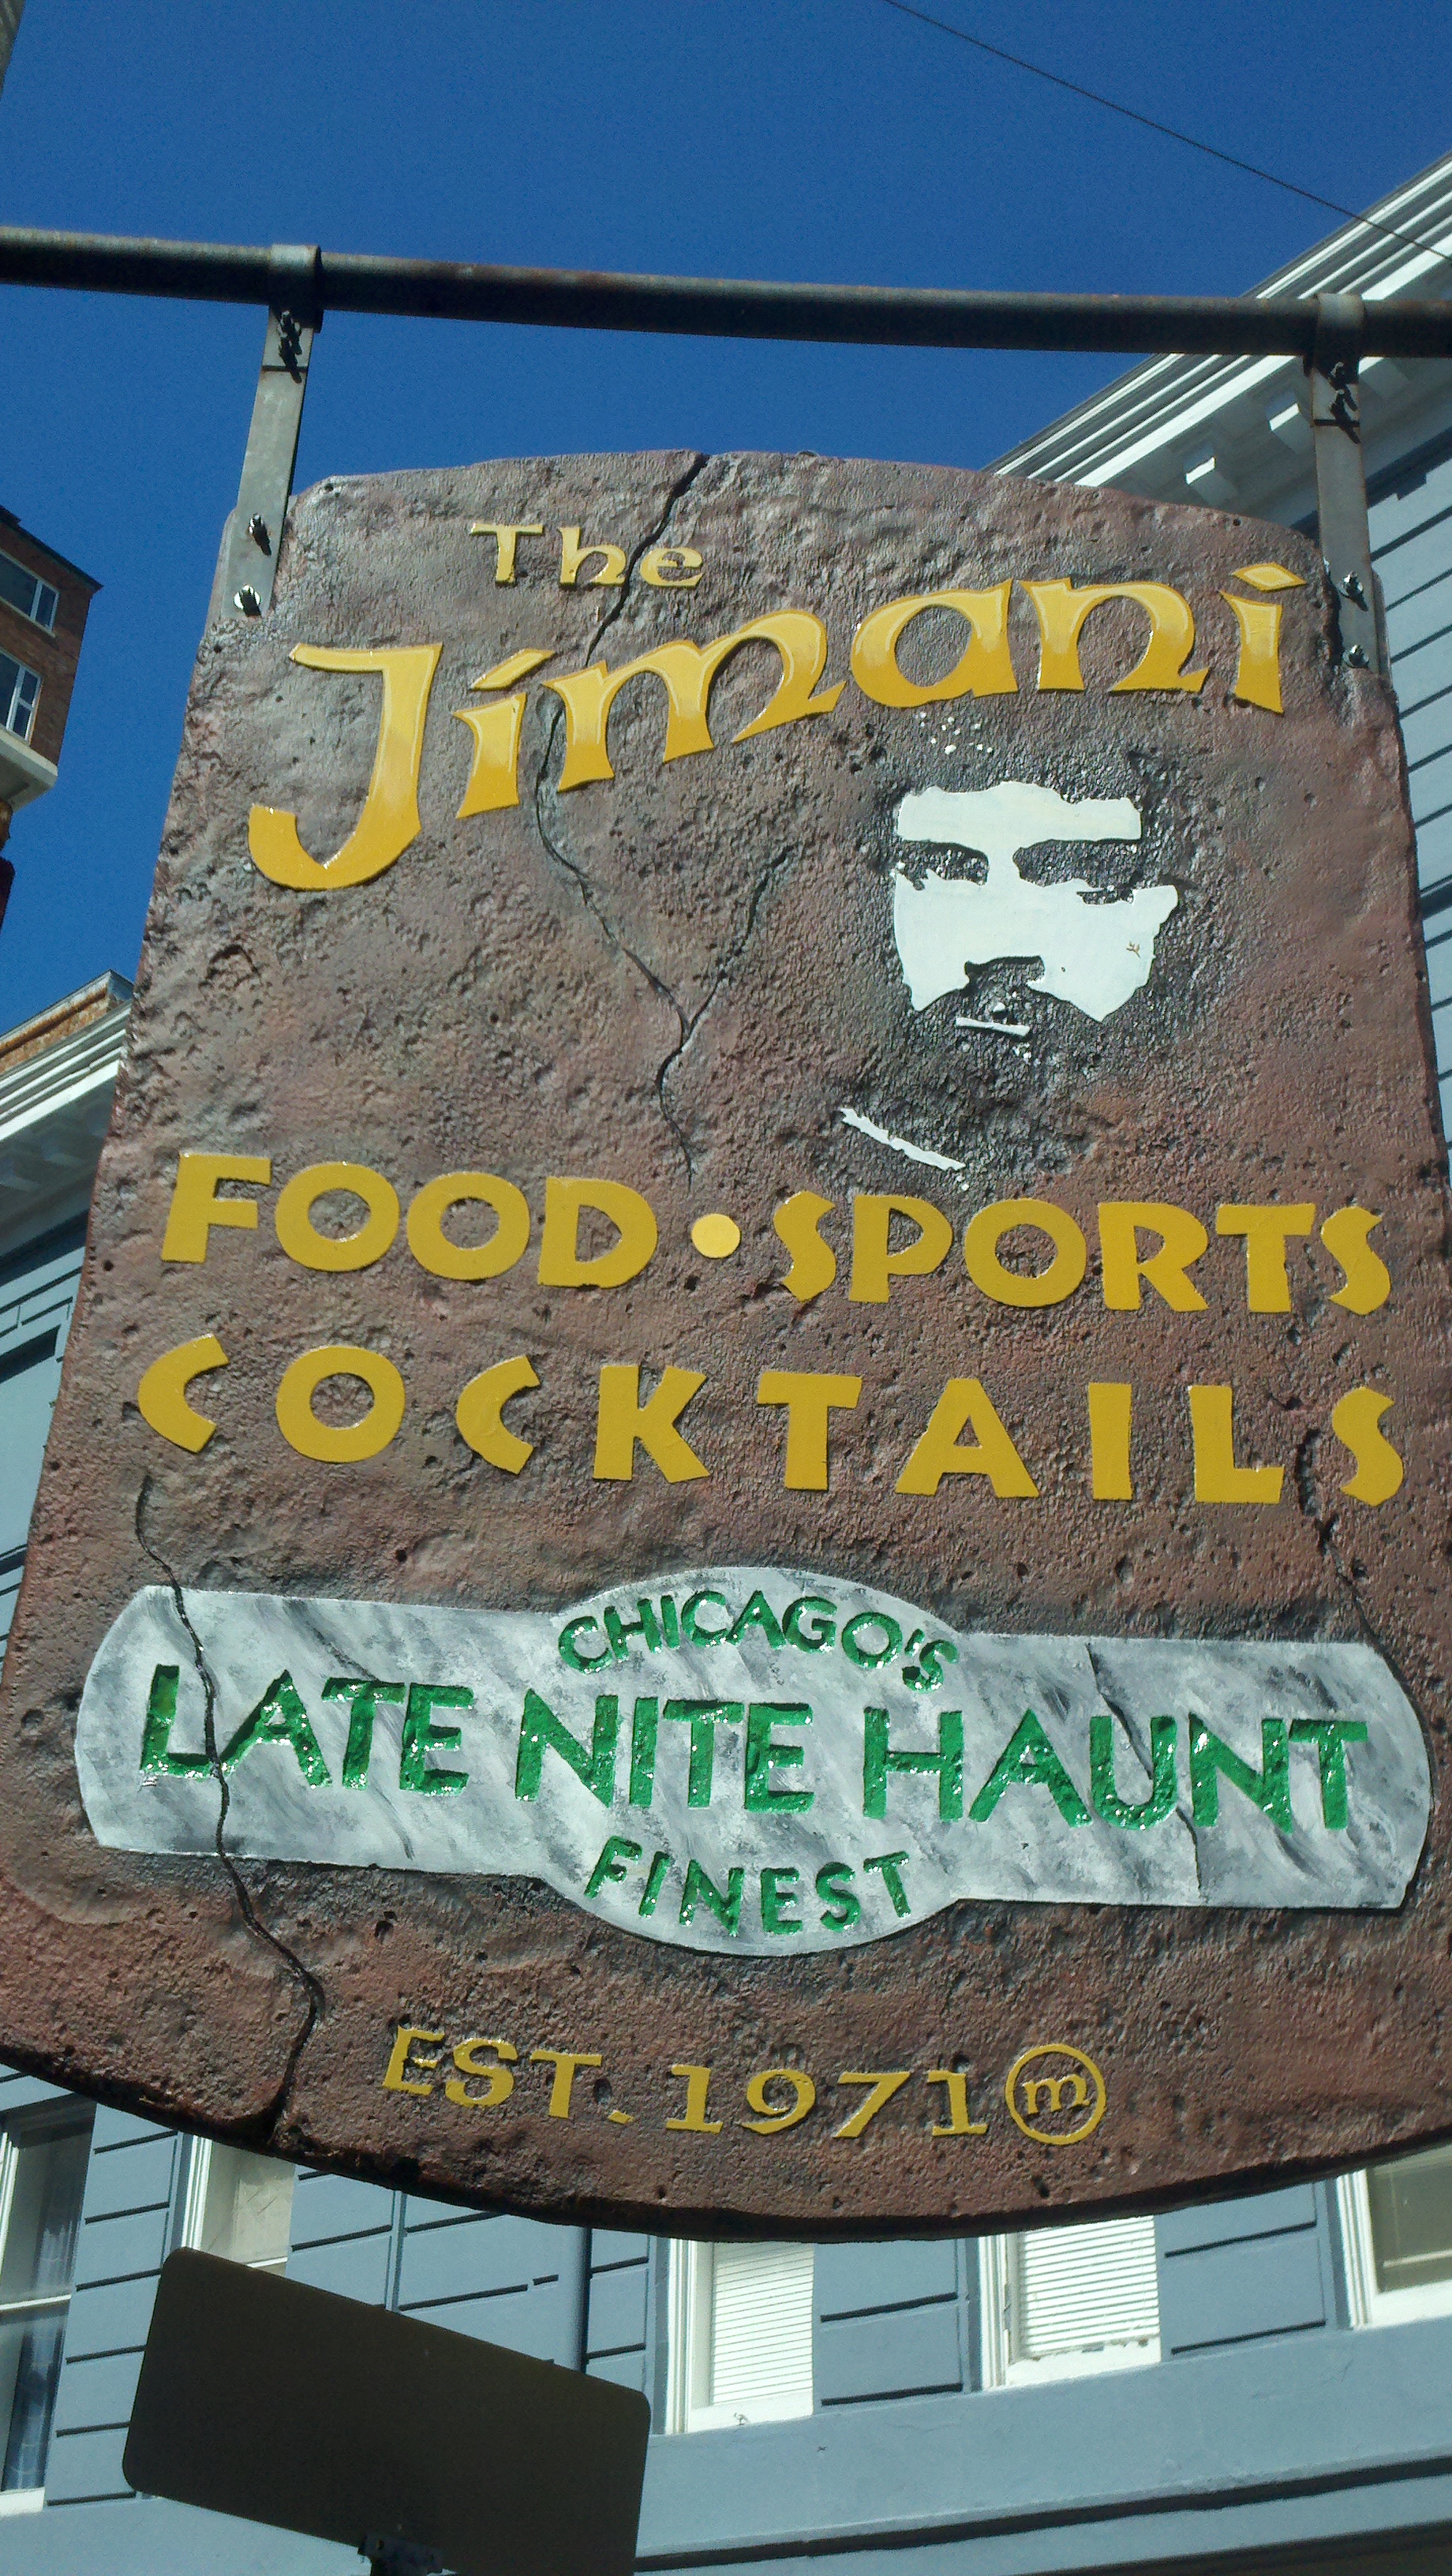 The
Jimani
FOOD • SPORTS
COCKTAILS
CHICAGO'S
LATE NITE HAUNT
FINEST
EST. 1971 m